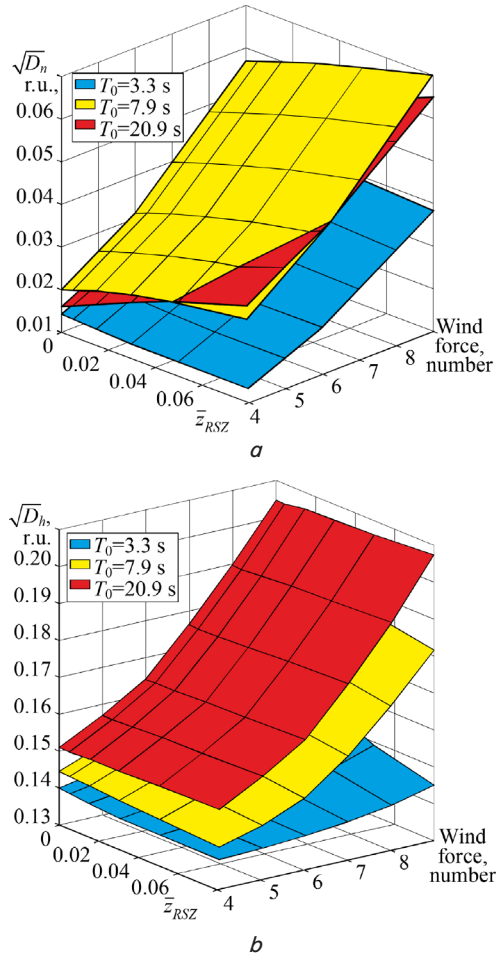 √Dₙ
r.u.,
T₀=3.3 s
T₀=7.9 s
T₀=20.9 s
0.06
0.05
0.04
0.03
0.02
0.01
0
0.02
0.04
0.06
z̅_RSZ
4
5
6
7
8
Wind
force,
number
a
√D_h,
r.u.
T₀=3.3 s
T₀=7.9 s
T₀=20.9 s
0.20
0.19
0.18
0.17
0.16
0.15
0.14
0.13
0
0.02
0.04
0.06
z̅_RSZ
4
5
6
7
8
Wind
force,
number
b